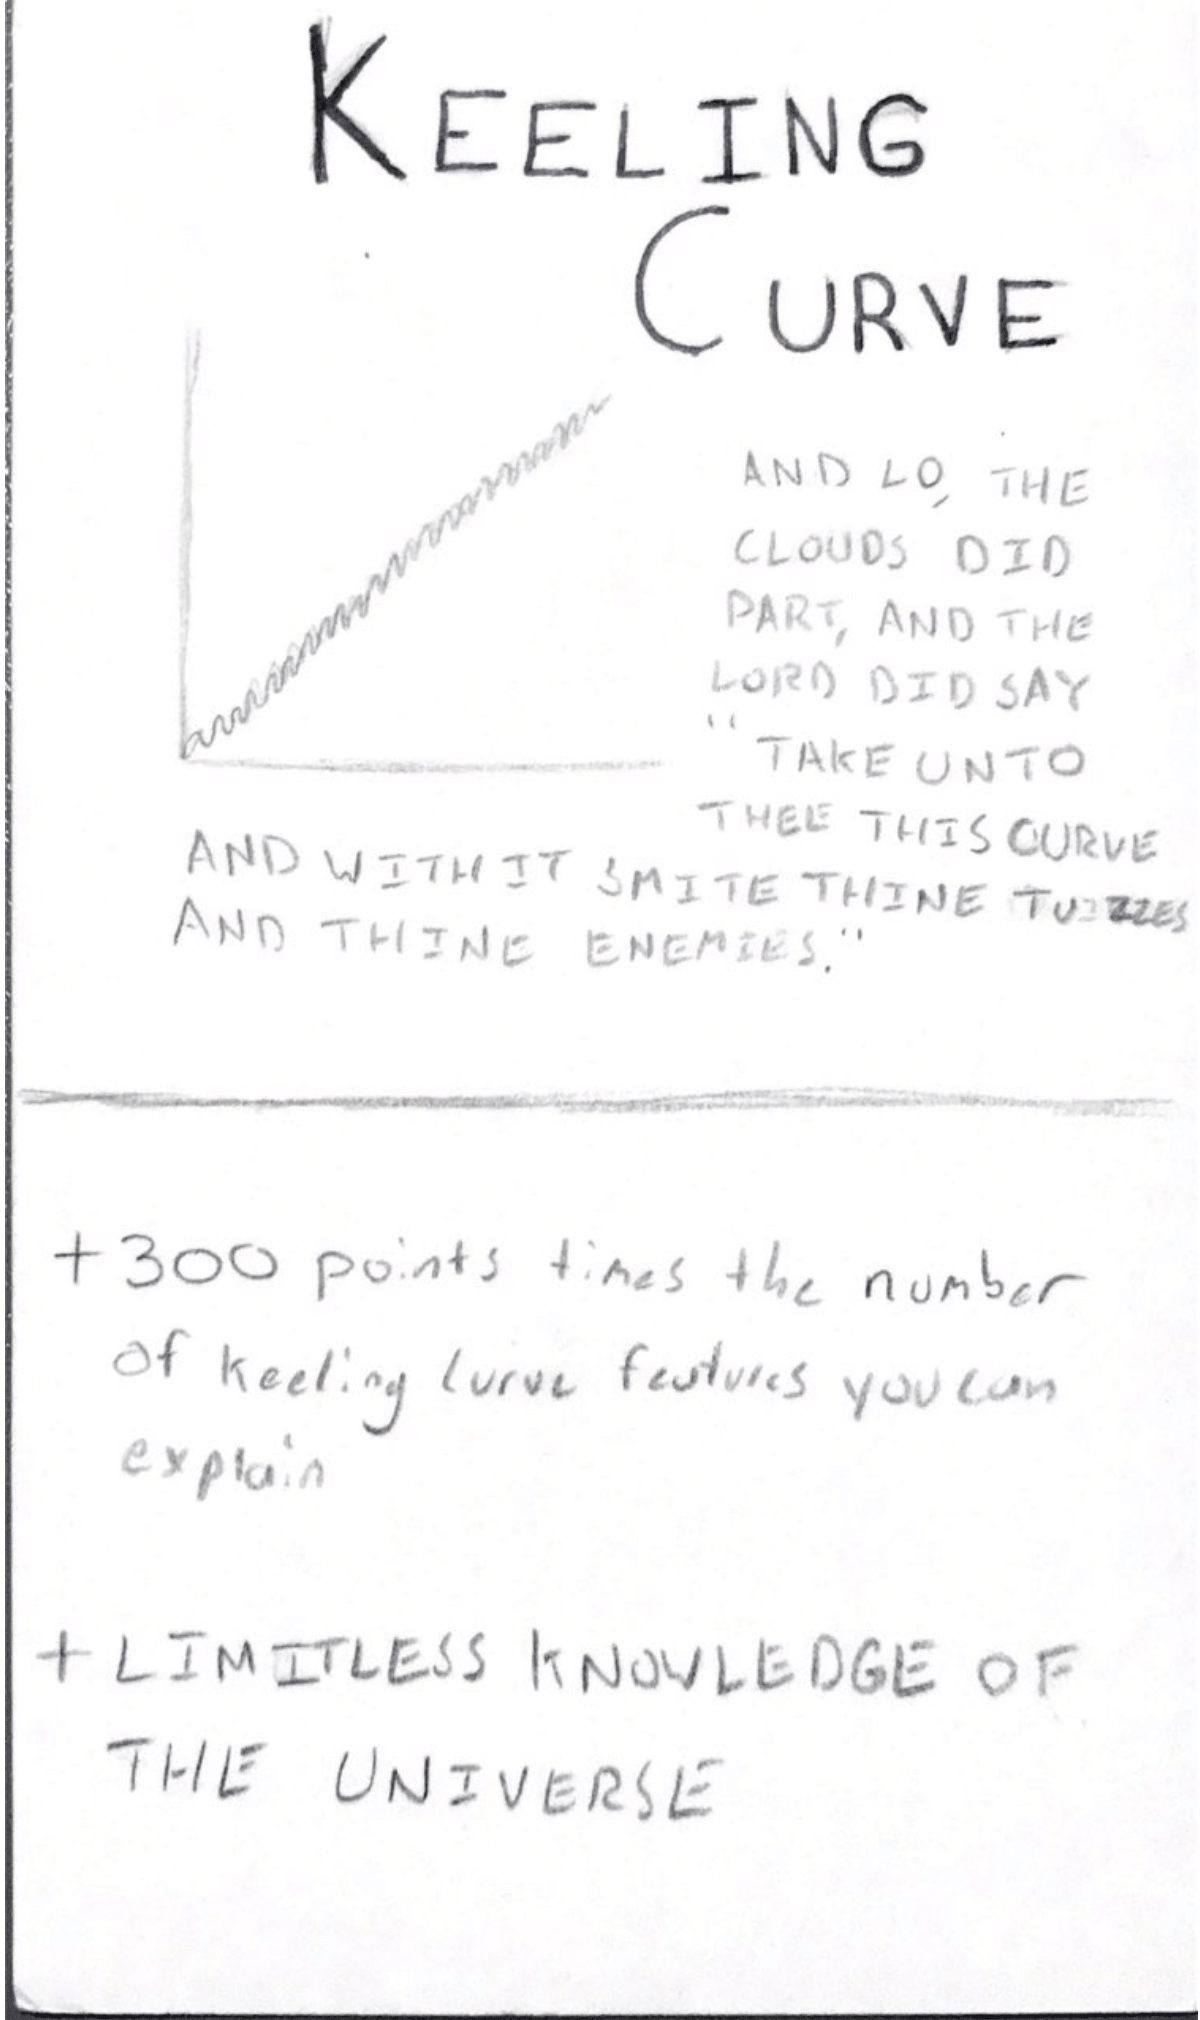 KEELING
CURVE
AND LO, THE
CLOUDS DID
PART, AND THE
LORD DID SAY
"TAKE UNTO
THEE THIS CURVE
AND WITH IT SMITE THINE QUIZZES
AND THINE ENEMIES."
+300 points times the number
of keeling curve features you can
explain
+ LIMITLESS KNOWLEDGE OF
THE UNIVERSE